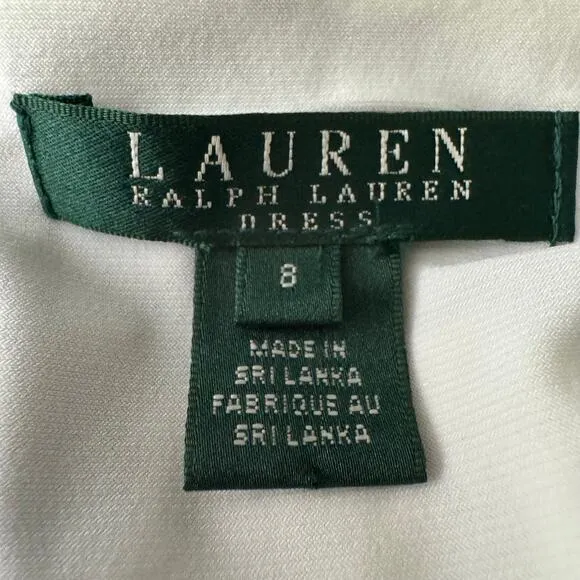 LAUREN
RALPH LAUREN
DRESS
8
MADE IN
SRI LANKA
FABRIQUE AU
SRI LANKA